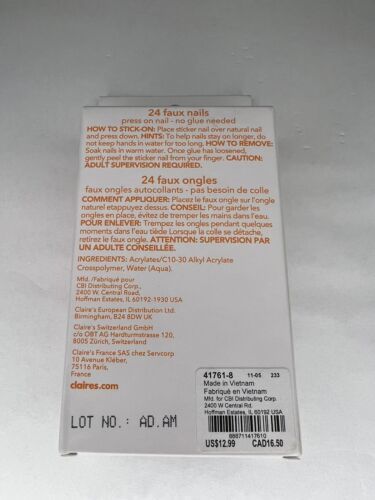 24 faux nails
press on nail - no glue needed
HOW TO STICK-ON: Place sticker nail over natural nail
and press down. HINTS: To help nails stay on longer, do
not keep hands in water for too long. HOW TO REMOVE:
Soak nails in warm water. Once glue has loosened,
gently peel the sticker nail from your finger. CAUTION:
ADULT SUPERVISION REQUIRED.
24 faux ongles
faux ongles autocollants - pas besoin de colle
COMMENT APPLIQUER: Placez le faux ongle sur l'ongle
naturel etappuyez dessus. CONSEIL: Pour garder les
ongles en place, évitez de tremper les mains dans l'eau.
POUR ENLEVER: Trempez les ongles pendant quelques
moments dans l'eau tiède Lorsque la colle se détache,
retirez le faux ongle. ATTENTION: SUPERVISION PAR
UN ADULTE CONSEILLÉE.
INGREDIENTS: Acrylates/C10-30 Alkyl Acrylate
Crosspolymer, Water (Aqua).
Mfd. /Fabriqué pour
CBI Distributing Corp.,
2400 W. Central Road,
Hoffman Estates, IL 60192-1930 USA
Claire's European Distribution Ltd.
Birmingham, B24 8DW UK
Claire's Switzerland GmbH
c/o OBT AG Hardturmstrasse 120,
8005 Zürich, Switzerland
Claire's France SAS chez Servcorp
10 Avenue Kléber,
75116 Paris,
France
claires.com
LOT NO.: AD.AM
41761-8 11-05 233
Made in Vietnam
Fabriqué en Vietnam
Mfd. for CBI Distributing Corp.
2400 W Central Rd.
Hoffman Estates, IL 60192 USA
888711417610
US$12.99 CAD16.50